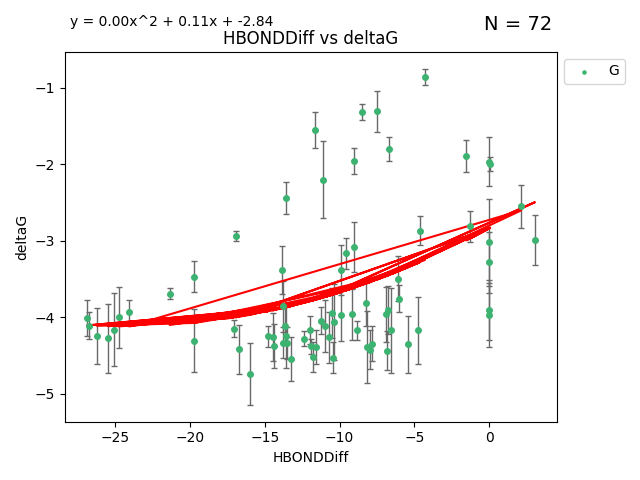 y = 0.00x^2 + 0.11x + -2.84
N = 72
HBONDDiff vs deltaG
G
deltaG
−1
−2
−3
−4
−5
−25
−20
−15
−10
−5
0
HBONDDiff